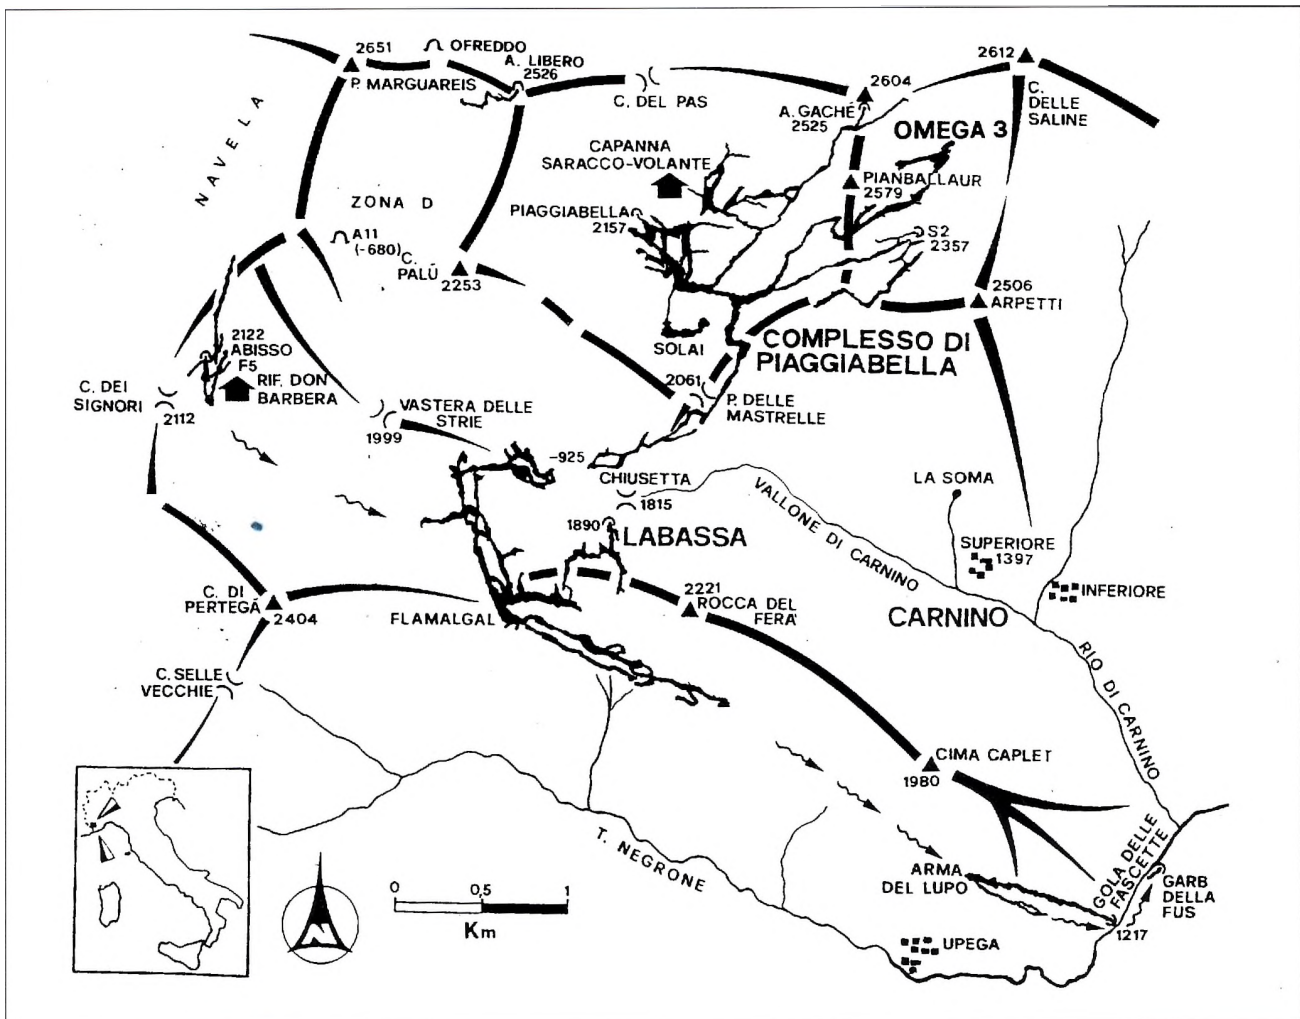 2651
OFREDDO
P. MARGUAREIS
A. LIBERO
2526
C. DEL PAS
2604
A. GACHÉ
2525
2612
C.
DELLE
SALINE
OMEGA 3
NAVELLA
ZONA D
CAPANNA
SARACCO-VOLANTE
PIANBALLAUR
2579
PIAGGIABELLA
2157
S2
2357
A11
(-680)
C.
PALÛ
2253
2506
ARPETTI
2122
ABISSO
F5
RIF. DON
BARBERA
SOLAI
COMPLESSO DI
PIAGGIABELLA
C. DEI
SIGNORI
2112
2061
P. DELLE
MASTRELLE
VASTERA DELLE
STRIE
1999
-925
CHIUSETTA
1815
VALLONE DI CARNINO
LA SOMA
1890
LABASSA
SUPERIORE
1397
INFERIORE
C. DI
PERTEGÁ
2404
FLAMALGAL
2221
ROCCA DEL
FERÁ
CARNINO
C. SELLE
VECCHIE
RIO DI CARNINO
CIMA CAPLET
1980
T. NEGRONE
ARMA
DEL LUPO
GOLA DELLE
FASCETTE
GARB
DELLA
FUS
1217
UPEGA
N
0 0,5 1
Km